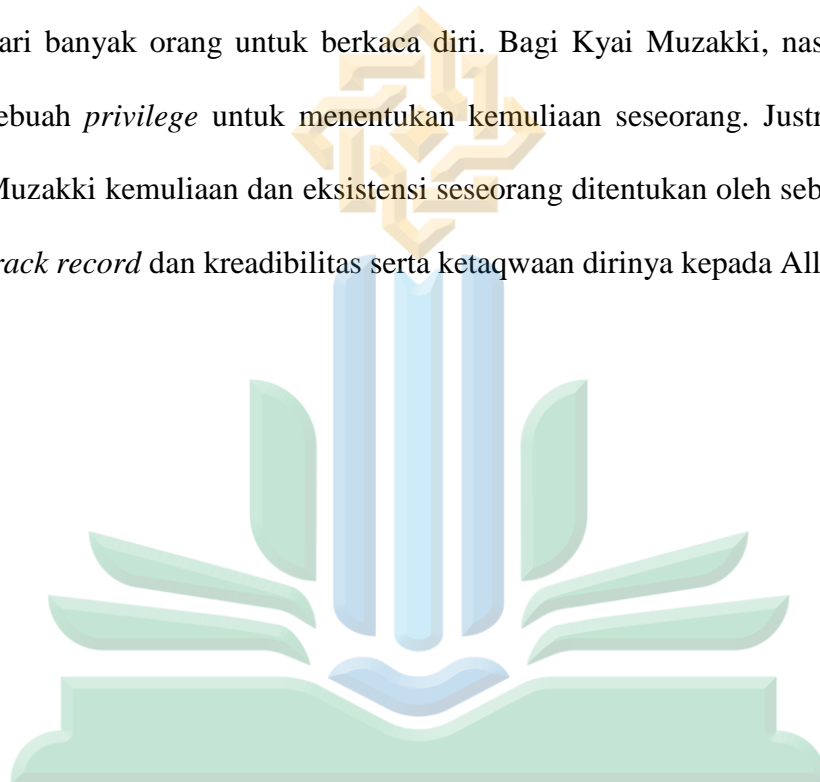 ari banyak orang untuk berkaca diri. Bagi Kyai Muzakki, nas
ebuah privilege untuk menentukan kemuliaan seseorang. Justr
Muzakki kemuliaan dan eksistensi seseorang ditentukan oleh seb
rack record dan kreadibilitas serta ketaqwaan dirinya kepada All